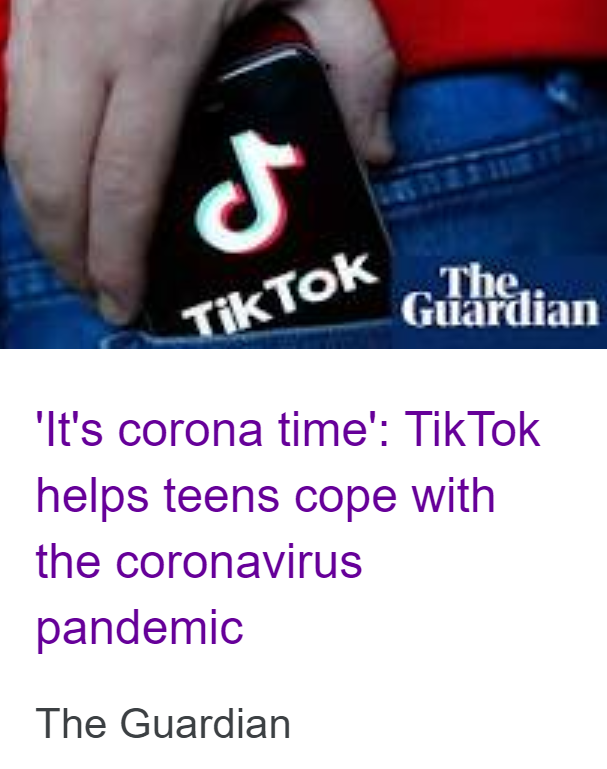 TikTok
The
Guardian
'It's corona time': TikTok
helps teens cope with
the coronavirus
pandemic
The Guardian